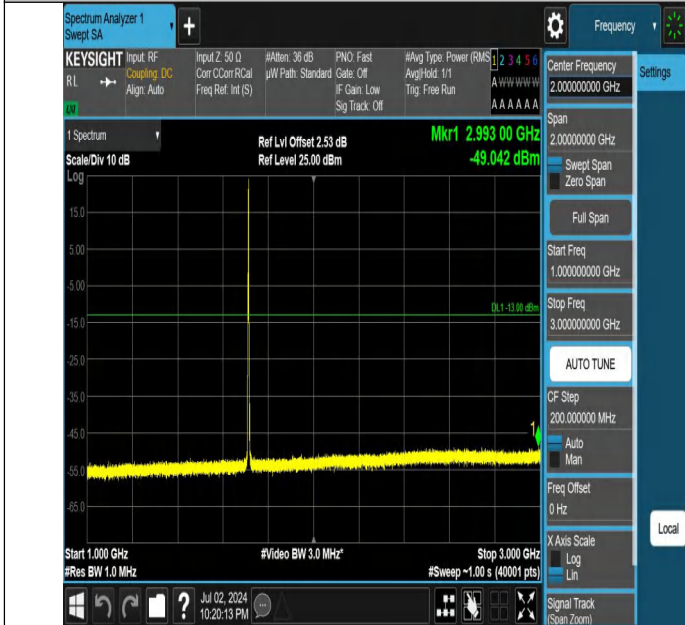 Spectrum Analyzer 1
Swept SA
+
Frequency
KEYSIGHT
RL
Input: RF
Coupling: DC
Align: Auto
Input Z: 50 Ω
Corr CCorr RCal
Freq Ref: Int (S)
#Atten: 36 dB
µW Path: Standard
PNO: Fast
Gate: Off
IF Gain: Low
Sig Track: Off
#Avg Type: Power (RMS
Avg|Hold: 1/1
Trig: Free Run
1 2 3 4 5 6
A W W W W W
A A A A A A
1 Spectrum
Scale/Div 10 dB
Log
Ref Lvl Offset 2.53 dB
Ref Level 25.00 dBm
Mkr1 2.993 00 GHz
-49.042 dBm
15.0
5.00
-5.00
-15.0
-25.0
-35.0
-45.0
-55.0
-65.0
DL1 -13.00 dBm
1
Start 1.000 GHz
#Res BW 1.0 MHz
#Video BW 3.0 MHz*
Stop 3.000 GHz
#Sweep ~1.00 s (40001 pts)
Center Frequency
2.000000000 GHz
Settings
Span
2.00000000 GHz
Swept Span
Zero Span
Full Span
Start Freq
1.000000000 GHz
Stop Freq
3.000000000 GHz
AUTO TUNE
CF Step
200.000000 MHz
Auto
Man
Freq Offset
0 Hz
X Axis Scale
Log
Lin
Local
Signal Track
(Span Zoom)
?
Jul 02, 2024
10:20:13 PM